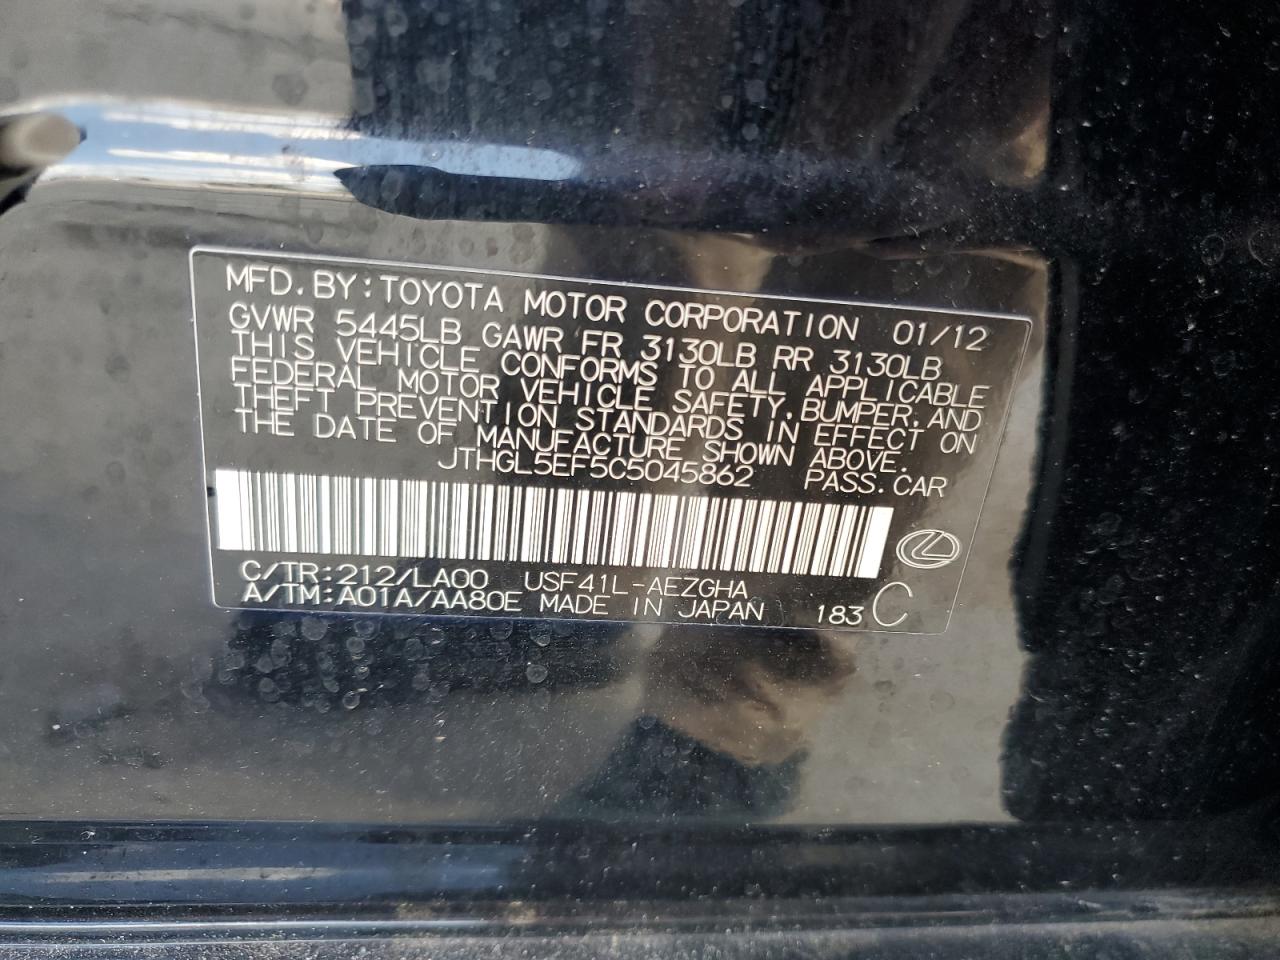 MFD. BY: TOYOTA MOTOR CORPORATION 01/12
GVWR 5445LB GAWR FR 3130LB RR 3130LB
THIS VEHICLE CONFORMS TO ALL APPLICABLE
FEDERAL MOTOR VEHICLE SAFETY, BUMPER, AND
THEFT PREVENTION STANDARDS IN EFFECT ON
THE DATE OF MANUFACTURE SHOWN ABOVE.
JTHGL5EF5C5045862 PASS. CAR
C/TR: 212/LA00 USF41L-AEZGHA
A/TM: A01A/AA80E MADE IN JAPAN 183 C